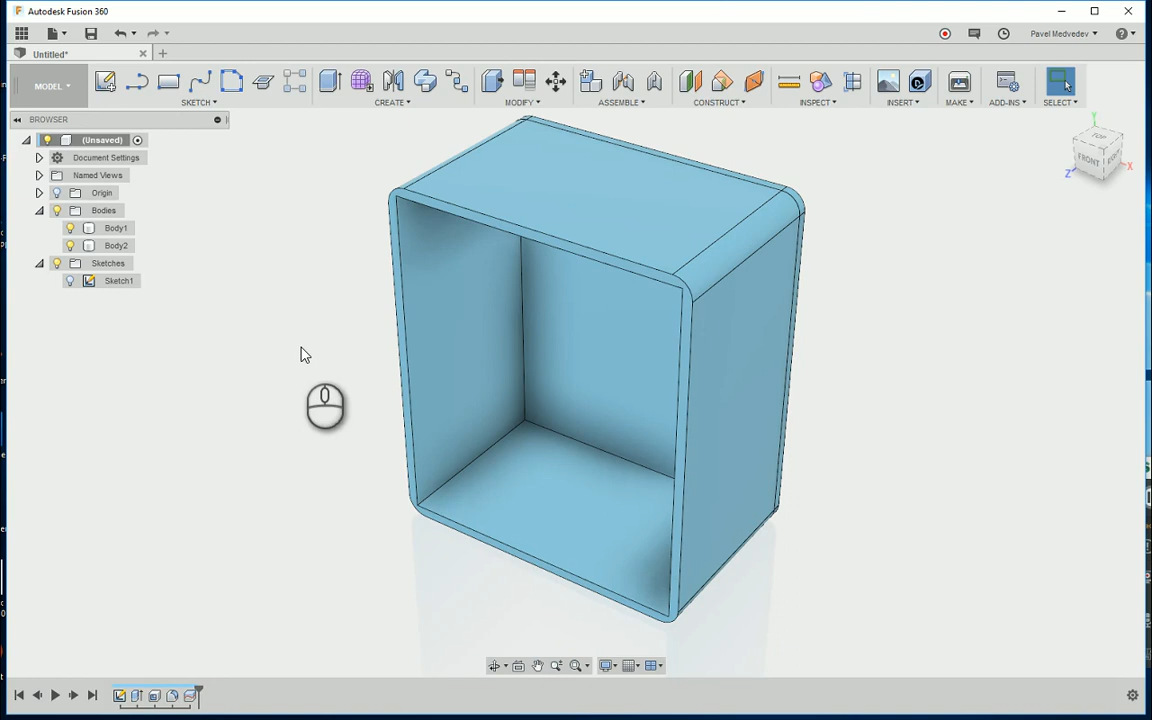 Autodesk Fusion 360
Pavel Medvedev
Untitled*
MODEL
SKETCH
CREATE
MODIFY
ASSEMBLE
CONSTRUCT
INSPECT
INSERT
MAKE
ADD-INS
SELECT
BROWSER
(Unsaved)
Document Settings
Named Views
Origin
Bodies
Body1
Body2
Sketches
Sketch1
Y
TOP
FRONT
X
Z